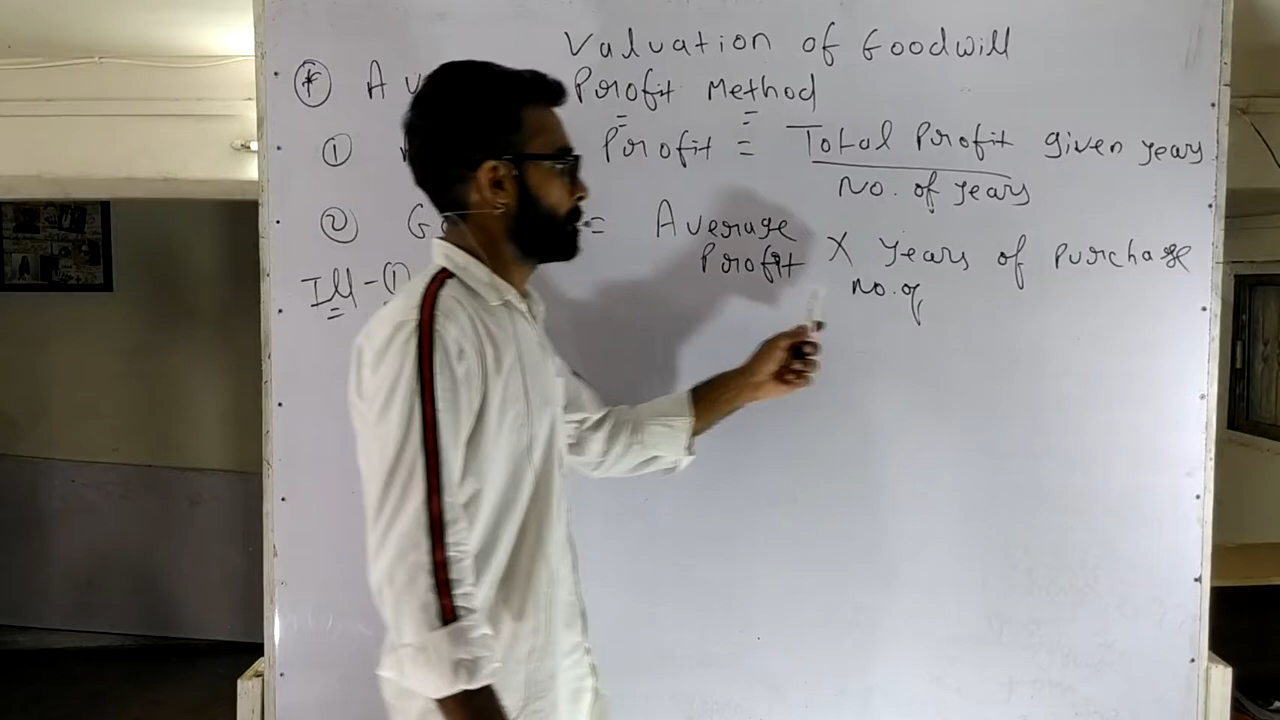 Valuation of Goodwill
* Profit Method
① Profit = Total Profit given years
No. of years
② = Average Profit X years of purchase
No. of
Ill - ①